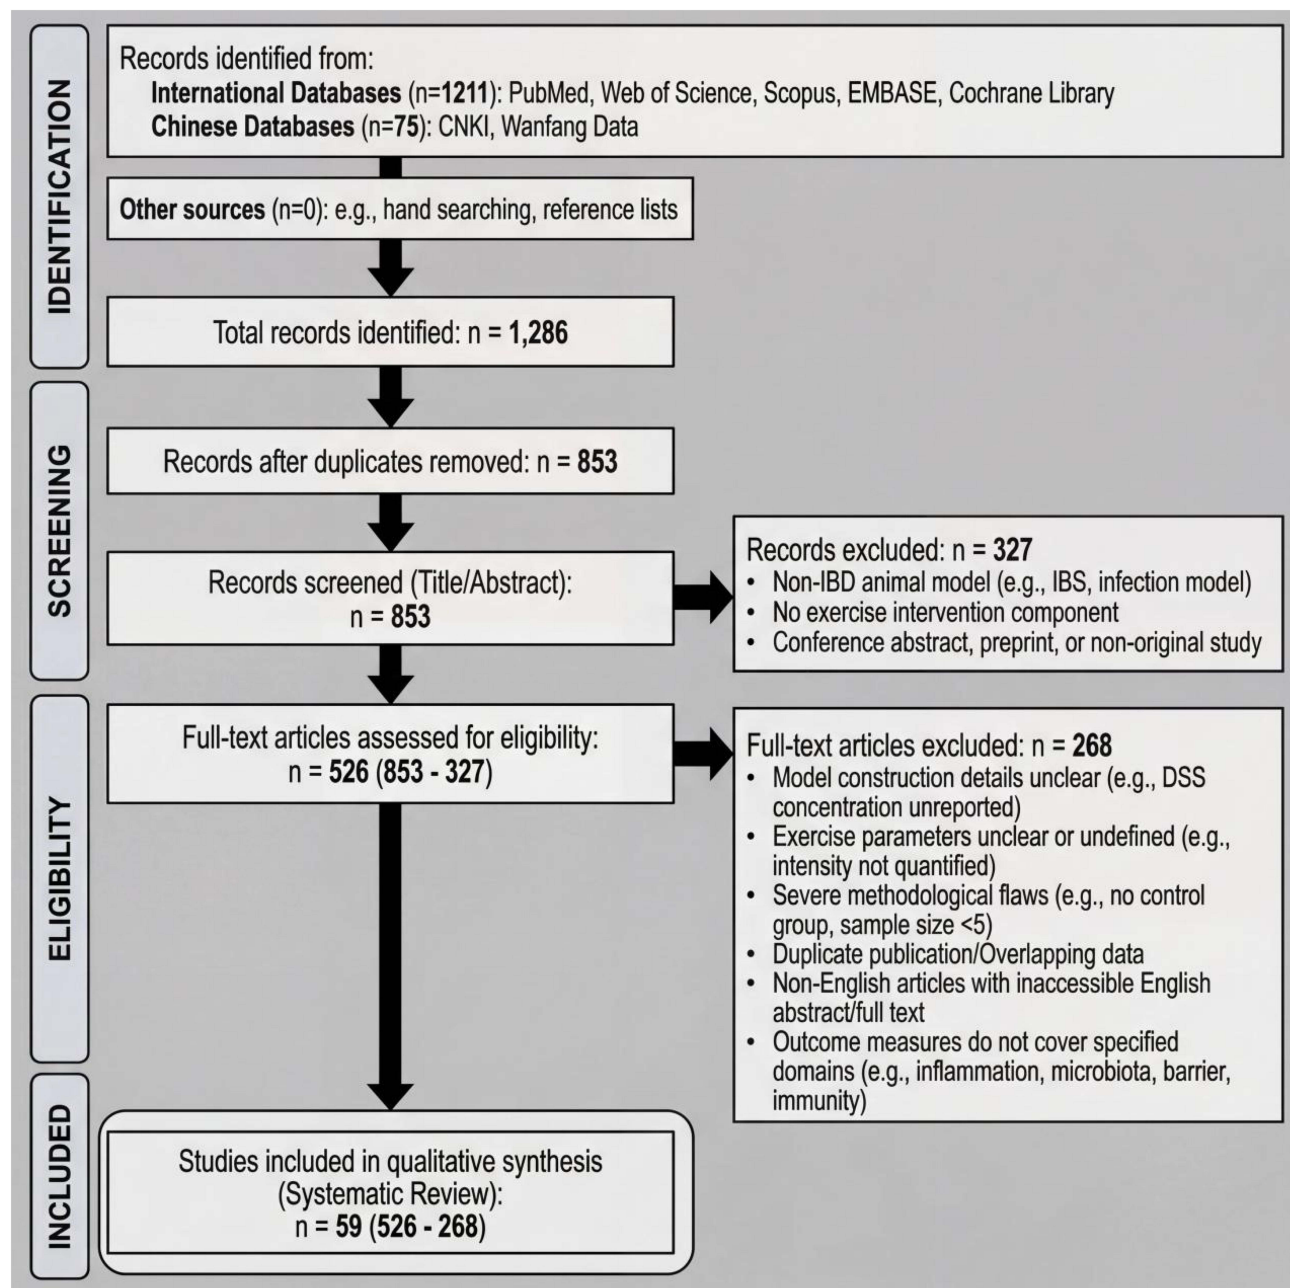 IDENTIFICATION
Records identified from:
International Databases (n=1211): PubMed, Web of Science, Scopus, EMBASE, Cochrane Library
Chinese Databases (n=75): CNKI, Wanfang Data
Other sources (n=0): e.g., hand searching, reference lists
Total records identified: n = 1,286
SCREENING
Records after duplicates removed: n = 853
Records screened (Title/Abstract):
n = 853
Records excluded: n = 327
• Non-IBD animal model (e.g., IBS, infection model)
• No exercise intervention component
• Conference abstract, preprint, or non-original study
ELIGIBILITY
Full-text articles assessed for eligibility:
n = 526 (853 - 327)
Full-text articles excluded: n = 268
• Model construction details unclear (e.g., DSS
concentration unreported)
• Exercise parameters unclear or undefined (e.g.,
intensity not quantified)
• Severe methodological flaws (e.g., no control
group, sample size <5)
• Duplicate publication/Overlapping data
• Non-English articles with inaccessible English
abstract/full text
• Outcome measures do not cover specified
domains (e.g., inflammation, microbiota, barrier,
immunity)
INCLUDED
Studies included in qualitative synthesis
(Systematic Review):
n = 59 (526 - 268)